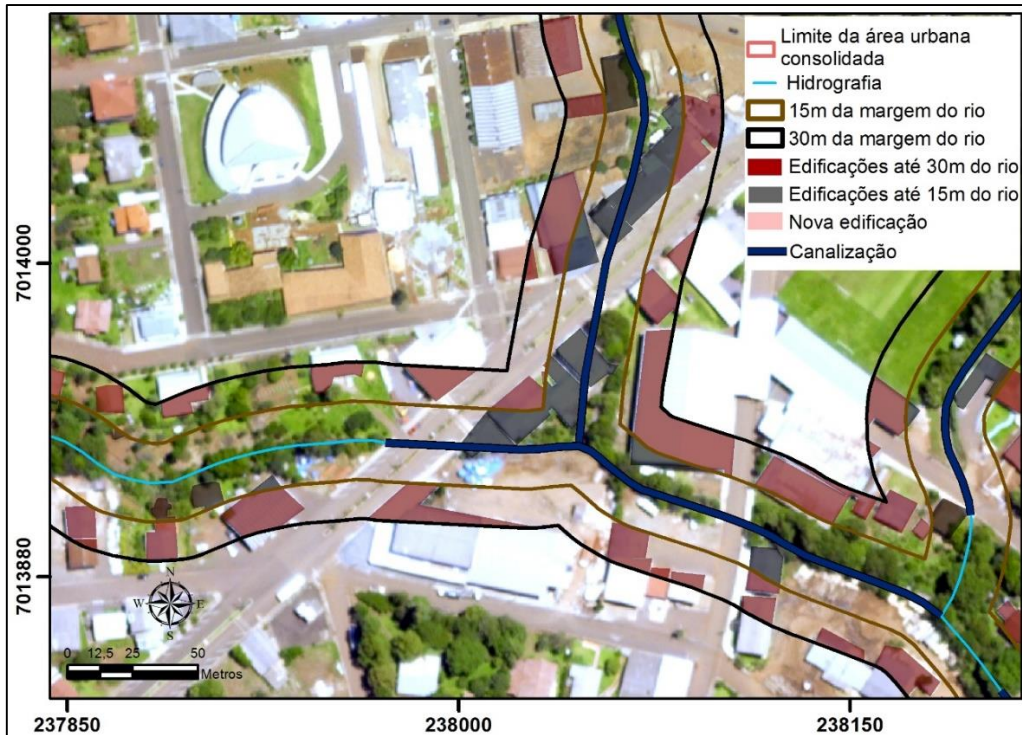 Limite da área urbana
consolidada
Hidrografia
15m da margem do rio
30m da margem do rio
Edificações até 30m do rio
Edificações até 15m do rio
Nova edificação
Canalização
7014000
7013880
N
W E
S
0 12,5 25 50
Metros
237850 238000 238150